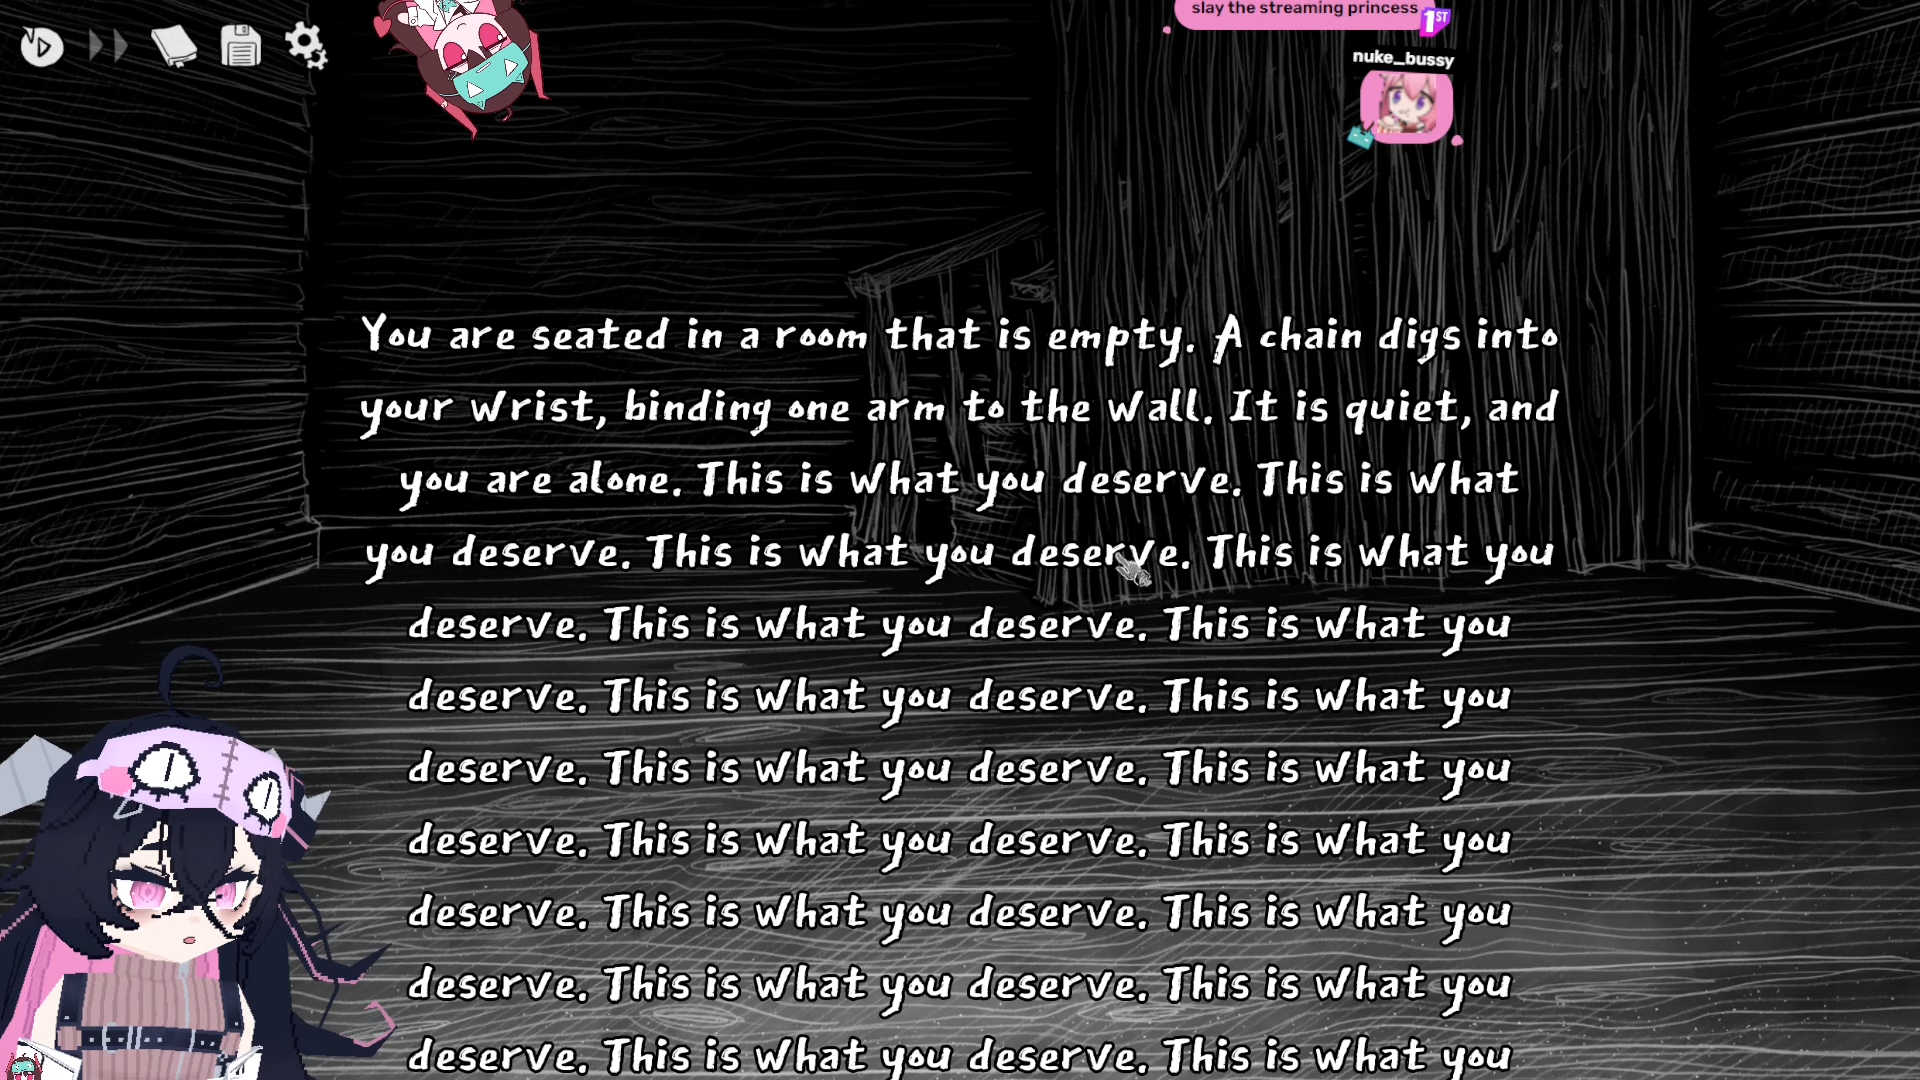 slay the streaming princess
1ST
nuke_bussy
You are seated in a room that is empty. A chain digs into
your wrist, binding one arm to the wall. It is quiet, and
you are alone. This is what you deserve. This is what
you deserve. This is what you deserve. This is what you
deserve. This is what you deserve. This is what you
deserve. This is what you deserve. This is what you
deserve. This is what you deserve. This is what you
deserve. This is what you deserve. This is what you
deserve. This is what you deserve. This is what you
deserve. This is what you deserve. This is what you
deserve. This is what you deserve. This is what you